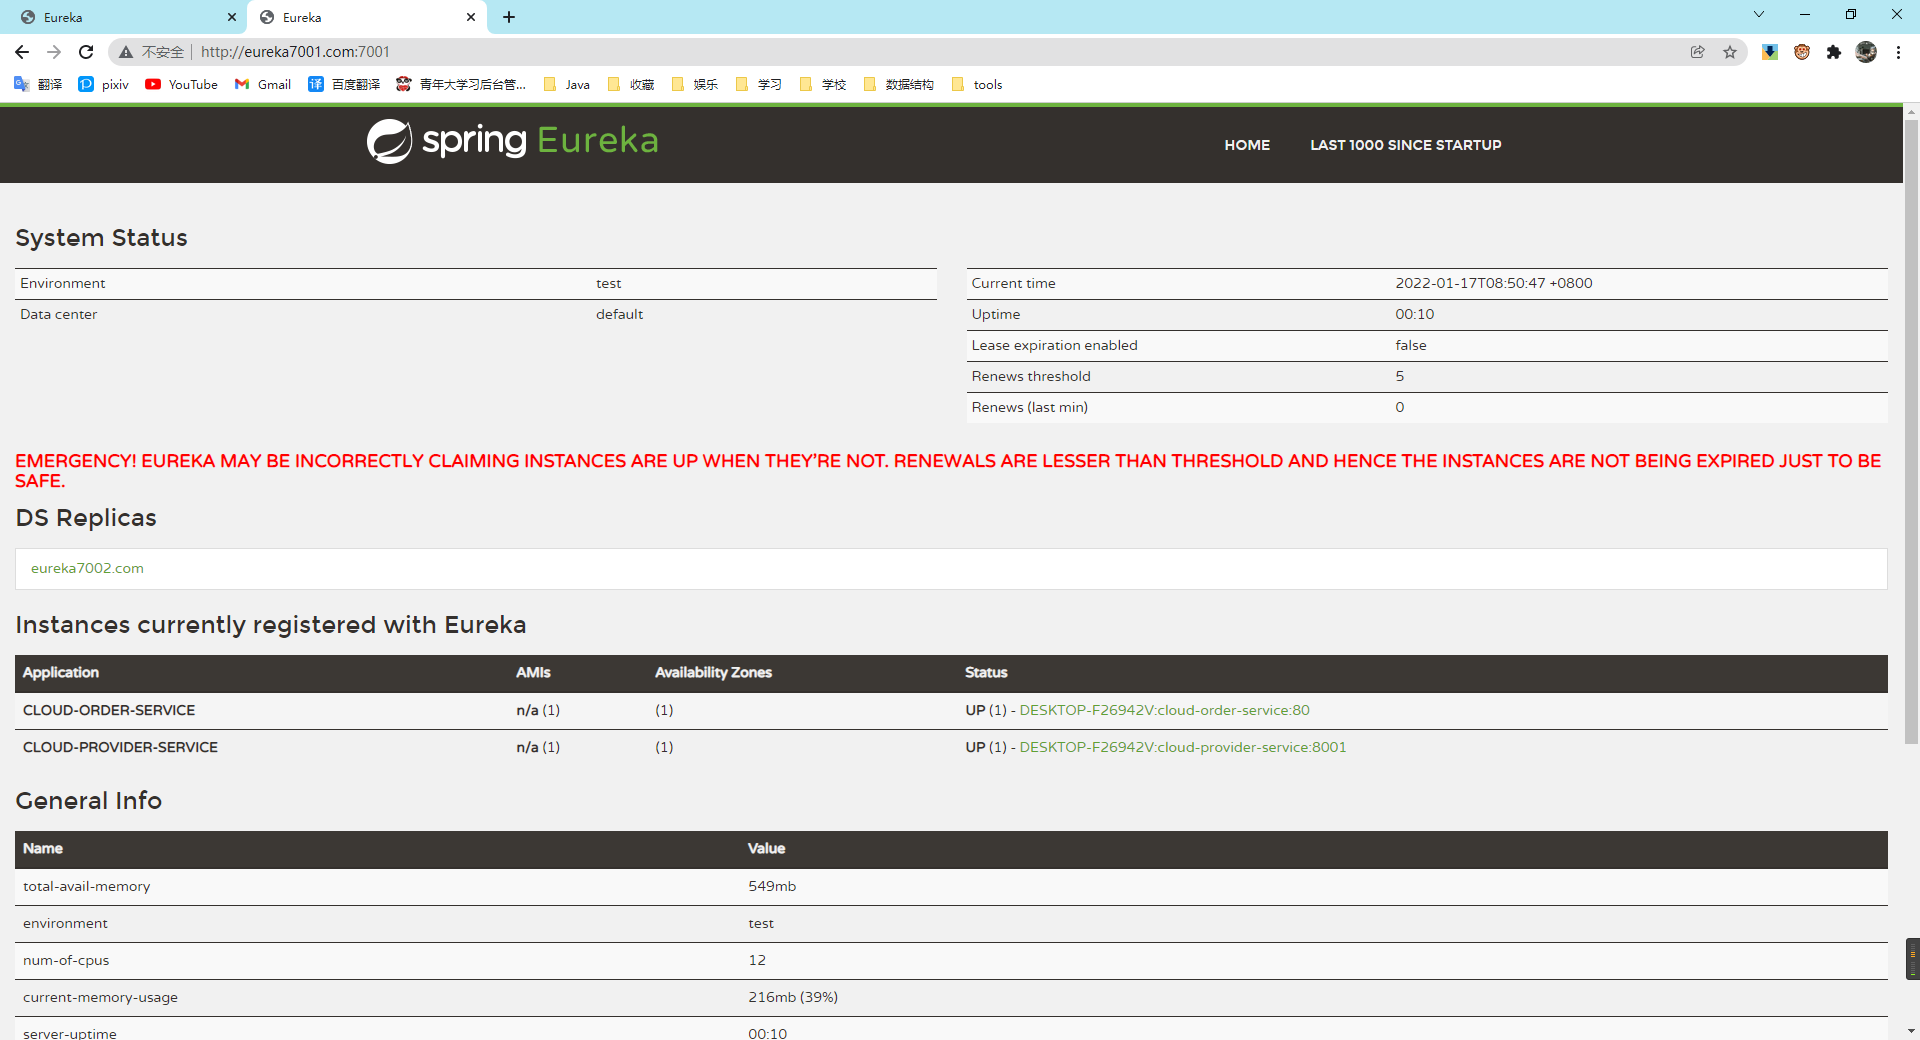 Eureka
Eureka
不安全 http://eureka7001.com:7001
翻译 pixiv YouTube Gmail 百度翻译 青年大学习后台管... Java 收藏 娱乐 学习 学校 数据结构 tools
spring Eureka
HOME LAST 1000 SINCE STARTUP
System Status
Environment test
Data center default
Current time 2022-01-17T08:50:47 +0800
Uptime 00:10
Lease expiration enabled false
Renews threshold 5
Renews (last min) 0
EMERGENCY! EUREKA MAY BE INCORRECTLY CLAIMING INSTANCES ARE UP WHEN THEY'RE NOT. RENEWALS ARE LESSER THAN THRESHOLD AND HENCE THE INSTANCES ARE NOT BEING EXPIRED JUST TO BE
SAFE.
DS Replicas
eureka7002.com
Instances currently registered with Eureka
Application AMIs Availability Zones Status
CLOUD-ORDER-SERVICE n/a (1) (1) UP (1) - DESKTOP-F26942V:cloud-order-service:80
CLOUD-PROVIDER-SERVICE n/a (1) (1) UP (1) - DESKTOP-F26942V:cloud-provider-service:8001
General Info
Name Value
total-avail-memory 549mb
environment test
num-of-cpus 12
current-memory-usage 216mb (39%)
server-uptime 00:10